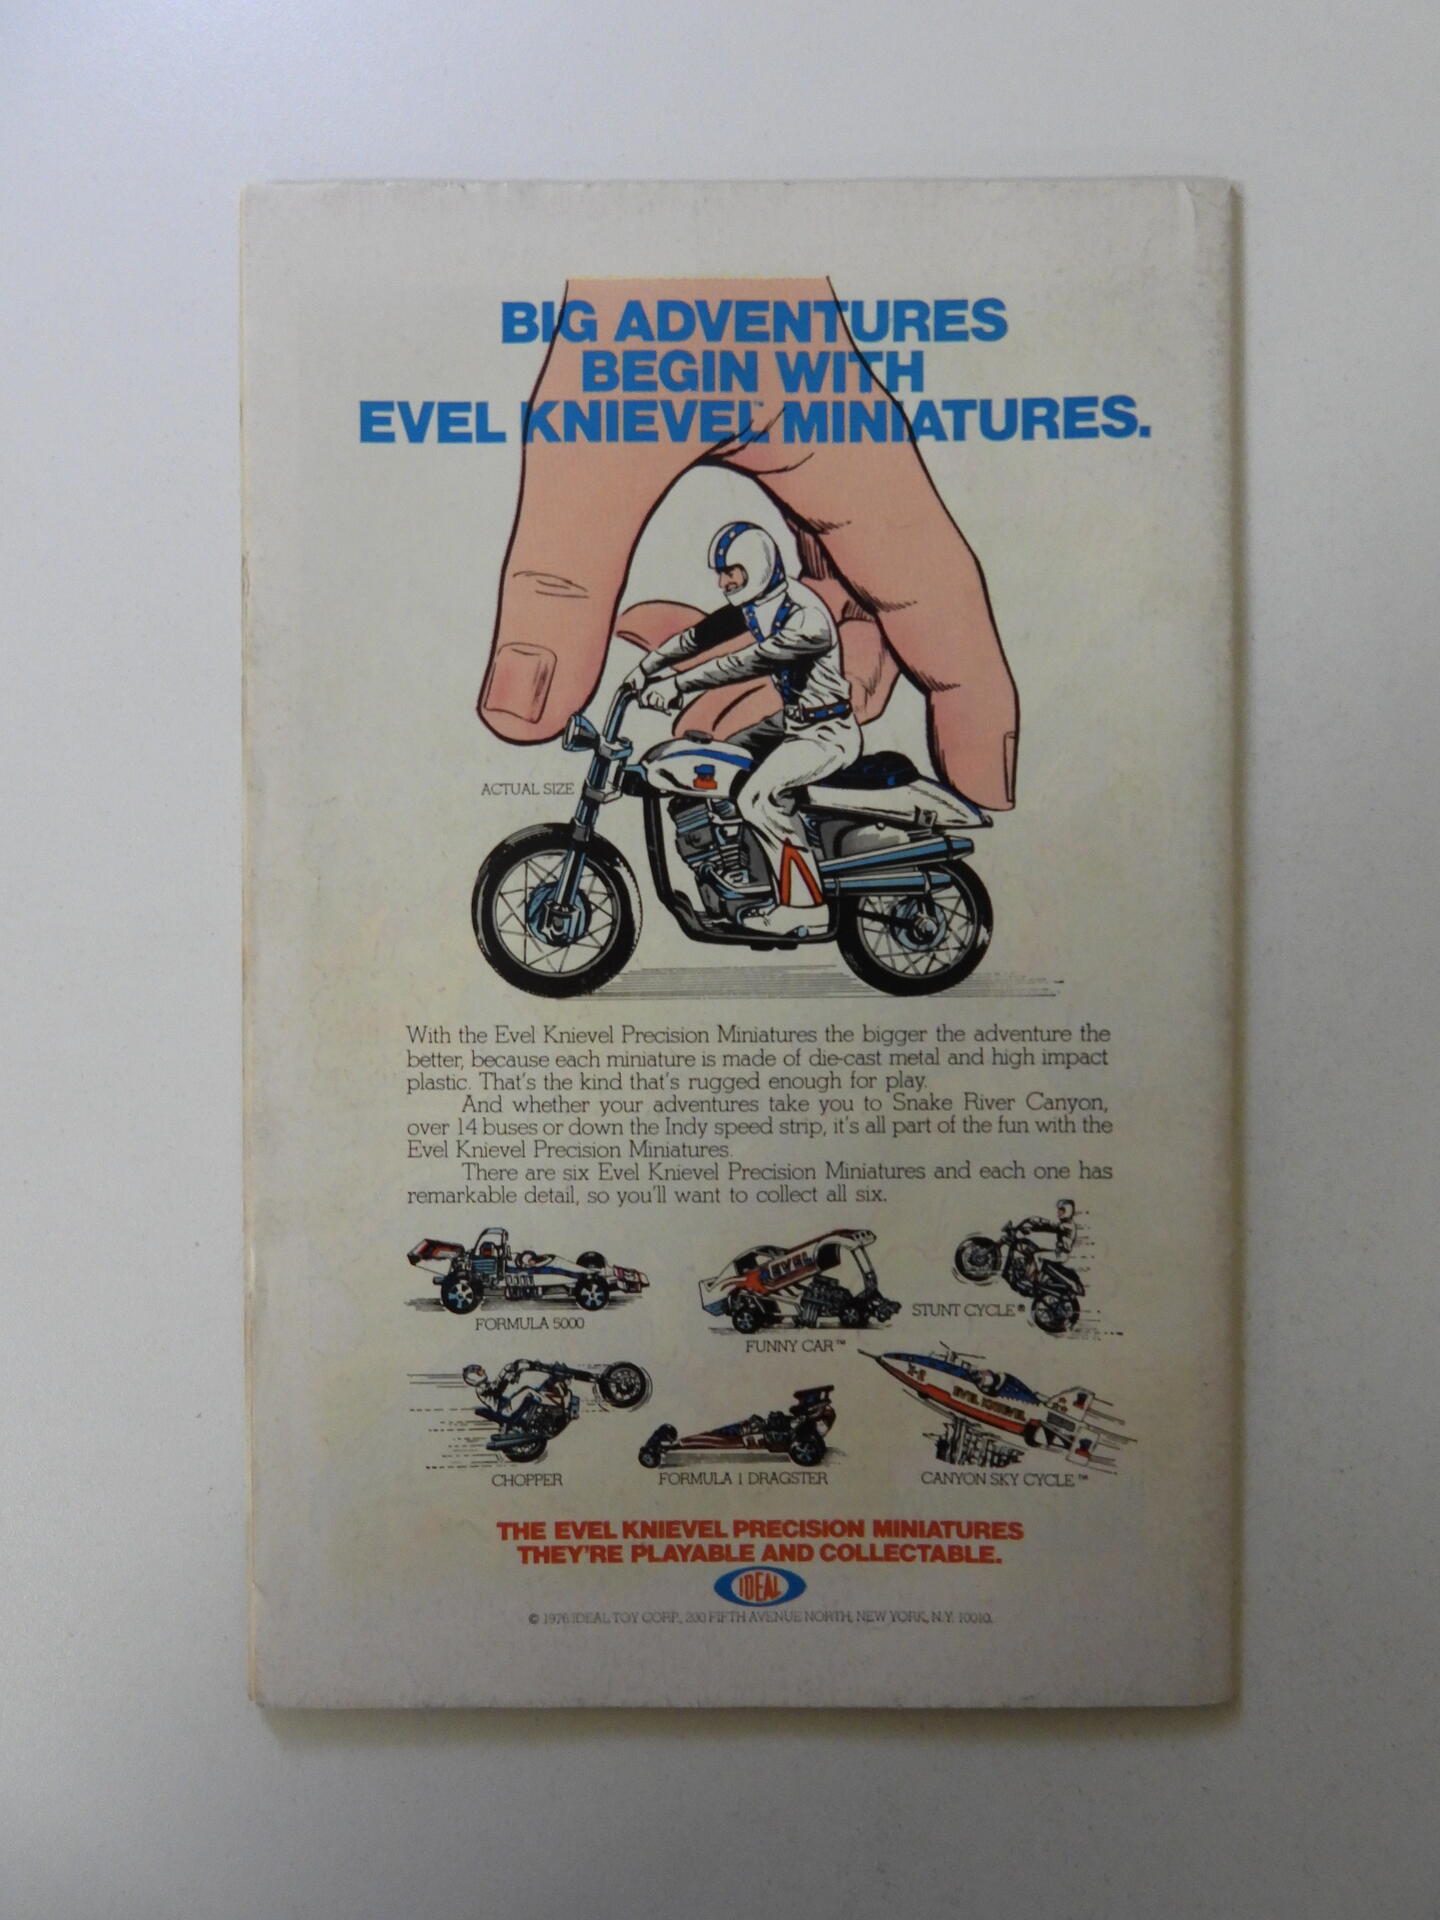 BIG ADVENTURES
BEGIN WITH
EVEL KNIEVEL™ MINIATURES.
ACTUAL SIZE
With the Evel Knievel Precision Miniatures the bigger the adventure the
better, because each miniature is made of die-cast metal and high impact
plastic. That's the kind that's rugged enough for play.
And whether your adventures take you to Snake River Canyon,
over 14 buses or down the Indy speed strip, it's all part of the fun with the
Evel Knievel Precision Miniatures.
There are six Evel Knievel Precision Miniatures and each one has
remarkable detail, so you'll want to collect all six.
EVEL
FORMULA 5000
FUNNY CAR™
STUNT CYCLE®
X-2
EVEL KNIEVEL
CHOPPER
FORMULA 1 DRAGSTER
CANYON SKY CYCLE™
THE EVEL KNIEVEL PRECISION MINIATURES
THEY'RE PLAYABLE AND COLLECTABLE.
IDEAL
© 1976 IDEAL TOY CORP., 200 FIFTH AVENUE NORTH, NEW YORK, N.Y. 10010.